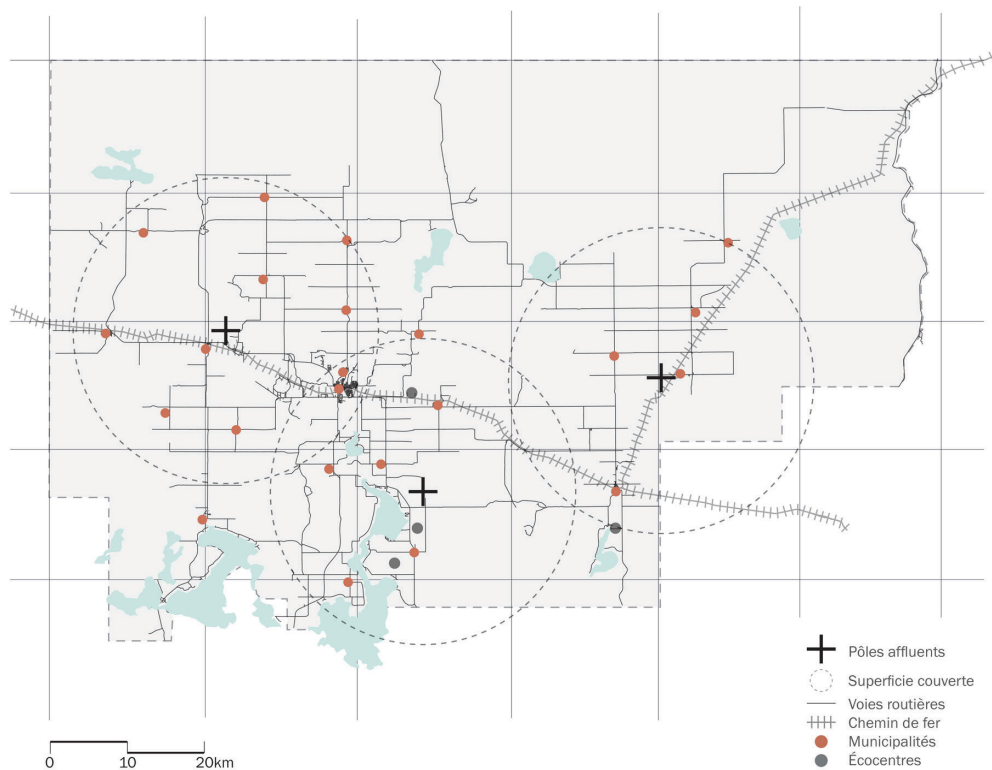 Pôles affluents
Superficie couverte
Voies routières
Chemin de fer
Municipalités
Écocentres
0 10 20km